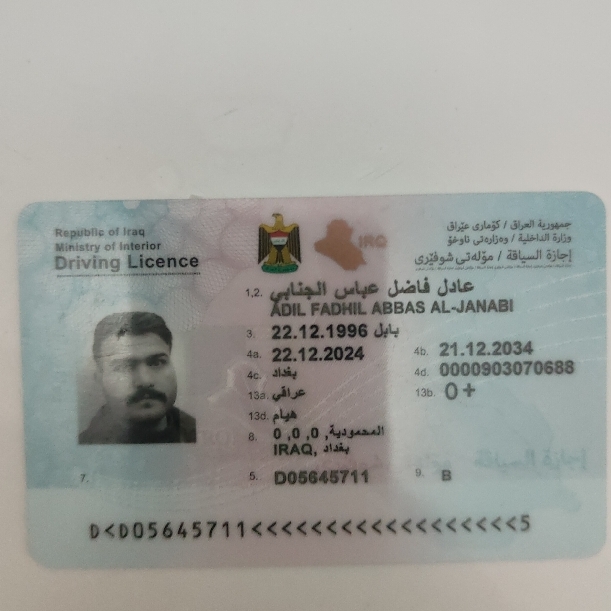 Republic of Iraq
Ministry of Interior
Driving Licence
IRQ
جمهورية العراق / كۆماری عێراق
وزارة الداخلية / وەزارەتی ناوخۆ
إجازة السياقة / مۆڵەتی شوفێری
1,2. عادل فاضل عباس الجنابي
ADIL FADHIL ABBAS AL-JANABI
3. 22.12.1996 بابل
4a. 22.12.2024
4b. 21.12.2034
4c. بغداد
4d. 0000903070688
13a. عراقي
13b. O+
13d. هيام
8. المحمودية, 0, 0, 0
بغداد, IRAQ
7.
5. D05645711
9. B
D<D05645711<<<<<<<<<<<<<<<<<<<5